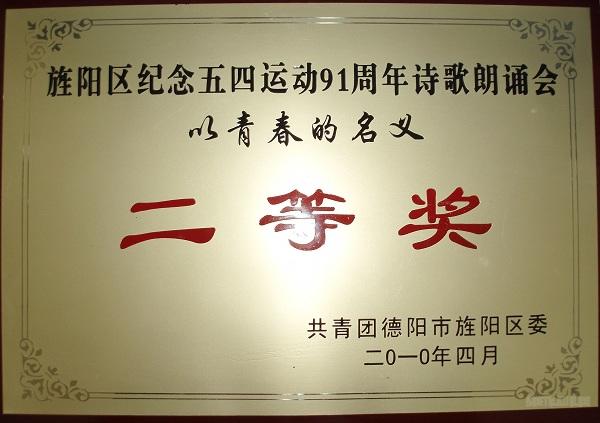 旌阳区纪念五四运动91周年诗歌朗诵会
以青春的名义
二等奖
共青团德阳市旌阳区委
二〇一〇年四月